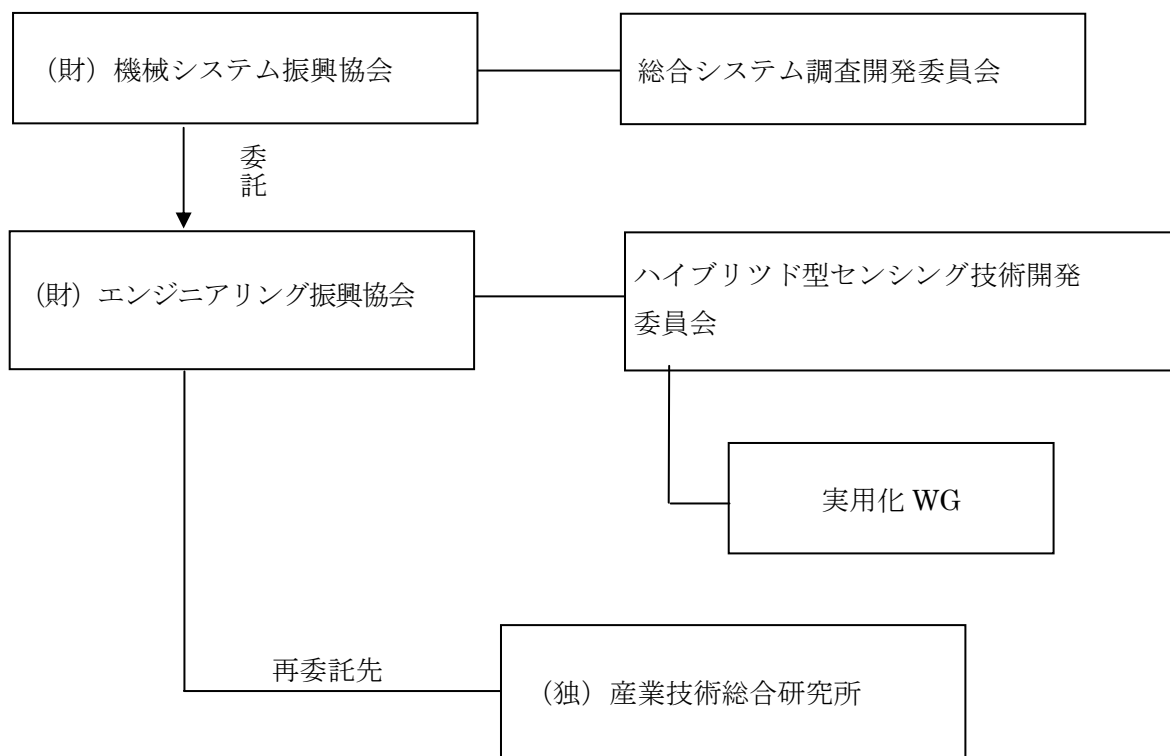 （財）機械システム振興協会
総合システム調査開発委員会
委託
（財）エンジニアリング振興協会
ハイブリツド型センシング技術開発
委員会
実用化 WG
再委託先
（独）産業技術総合研究所